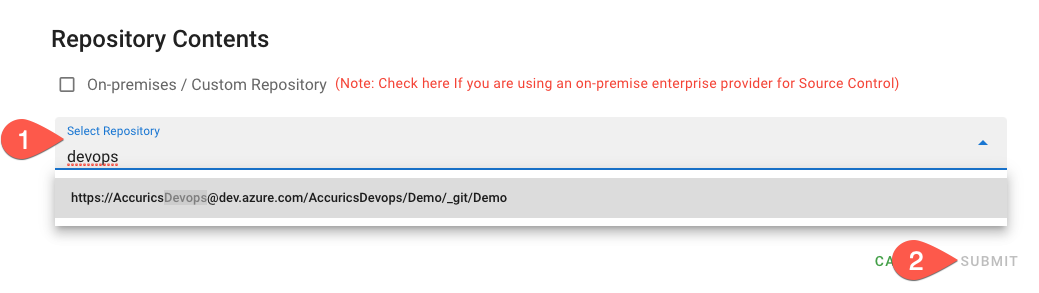 Repository Contents
On-premises / Custom Repository (Note: Check here If you are using an on-premise enterprise provider for Source Control)
1
Select Repository
devops
https://AccuricsDevops@dev.azure.com/AccuricsDevops/Demo/_git/Demo
CA
2
SUBMIT